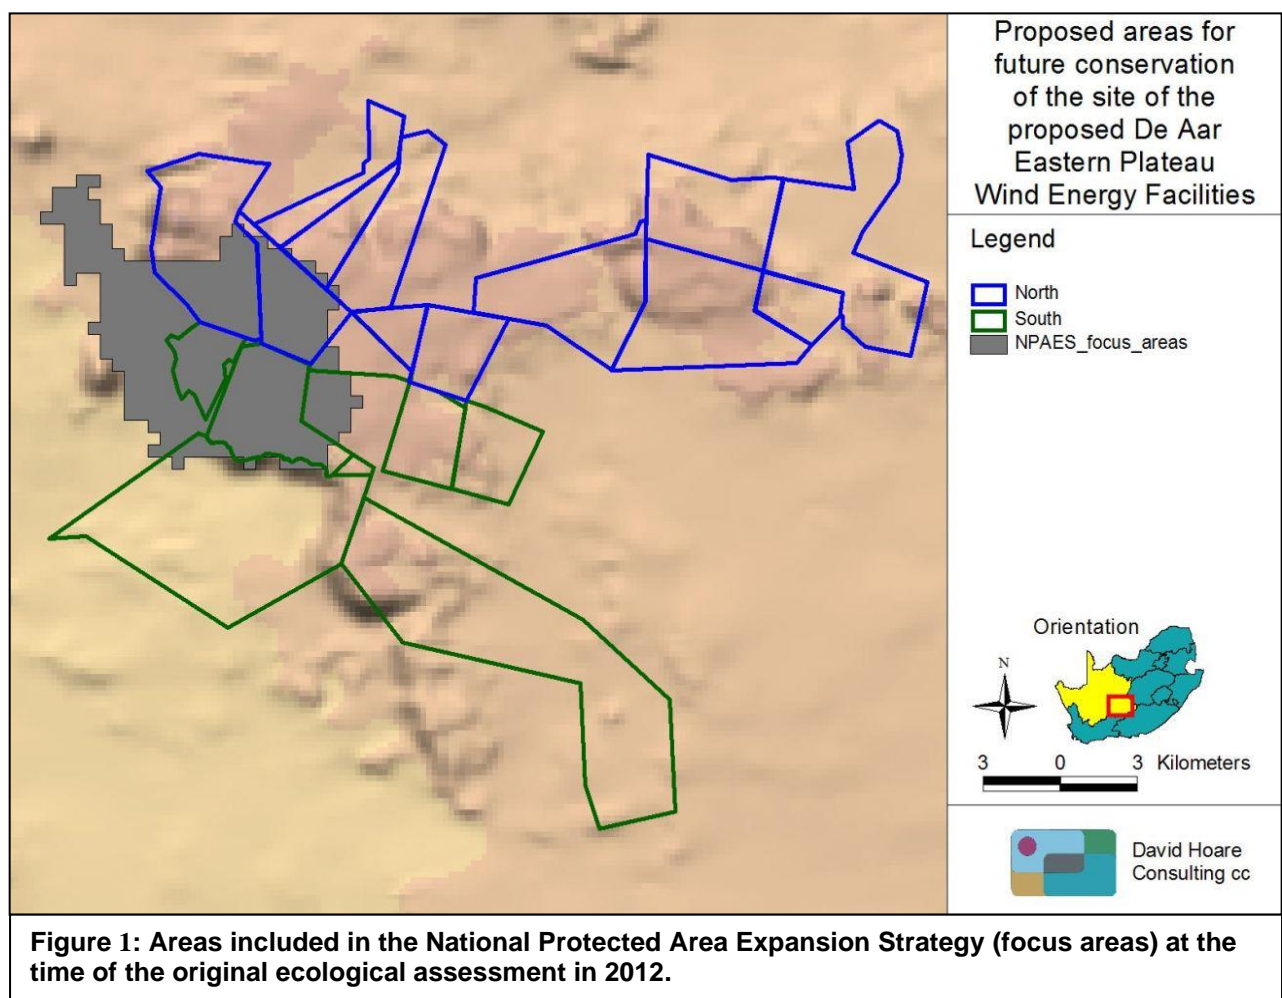 Proposed areas for
future conservation
of the site of the
proposed De Aar
Eastern Plateau
Wind Energy Facilities
Legend
North
South
NPAES_focus_areas
Orientation
N
3 0 3 Kilometers
David Hoare
Consulting cc
Figure 1: Areas included in the National Protected Area Expansion Strategy (focus areas) at the
time of the original ecological assessment in 2012.